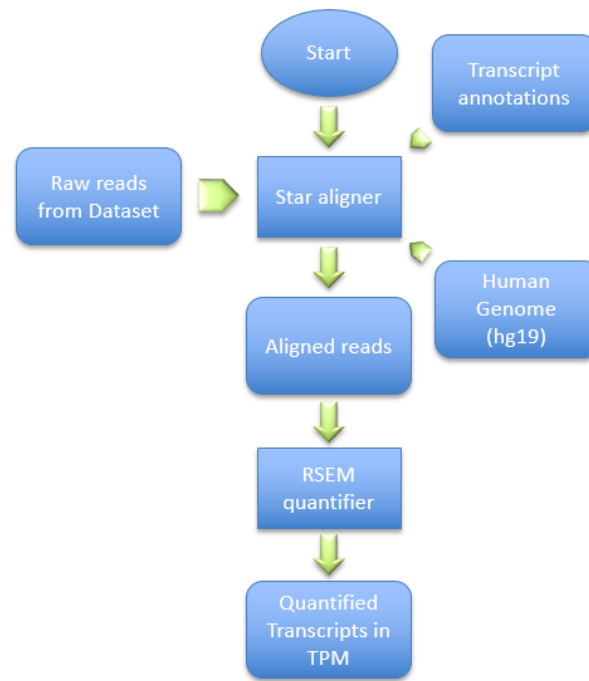 Start
Transcript
annotations
Raw reads
from Dataset
Star aligner
Human
Genome
(hg19)
Aligned reads
RSEM
quantifier
Quantified
Transcripts in
TPM